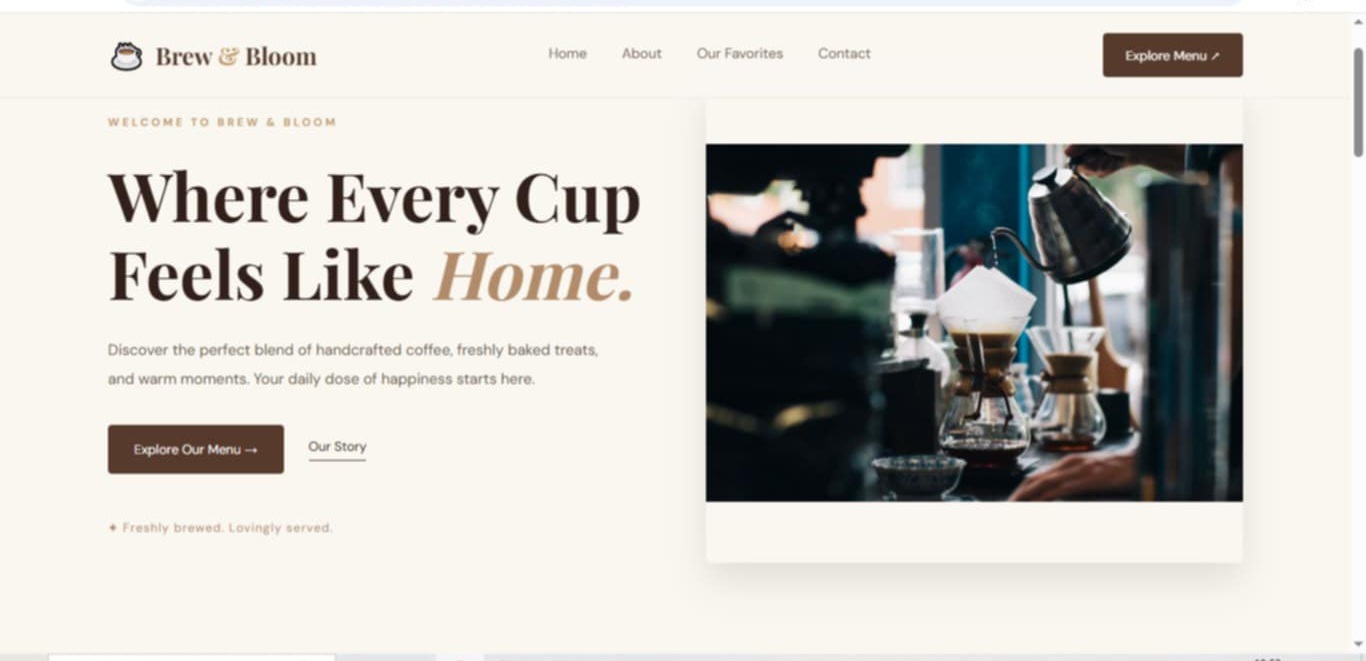 Brew & Bloom
Home
About
Our Favorites
Contact
Explore Menu ↗
WELCOME TO BREW & BLOOM
Where Every Cup
Feels Like Home.
Discover the perfect blend of handcrafted coffee, freshly baked treats,
and warm moments. Your daily dose of happiness starts here.
Explore Our Menu →
Our Story
✦ Freshly brewed. Lovingly served.